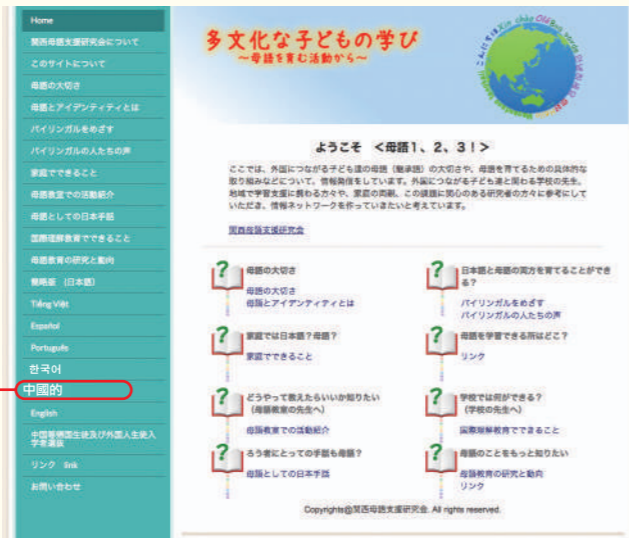 Home
関西母語支援研究会について
このサイトについて
母語の大切さ
母語とアイデンティティとは
バイリンガルをめざす
バイリンガルの人たちの声
家庭でできること
母語教室での活動紹介
母語としての日本手話
国際理解教育でできること
母語教育の研究と動向
簡略版 (日本語)
Tiếng Việt
Español
Português
한국어
中國的
English
中国等帰国生徒及び外国人生徒入
学者選抜
リンク link
お問い合わせ
多文化な子どもの学び
~母語を育む活動から~
ようこそ <母語1、2、3!>
ここでは、外国につながる子ども達の母語(継承語)の大切さや、母語を育てるための具体的な
取り組みなどについて、情報発信をしています。外国につながる子ども達と関わる学校の先生、
地域で学習支援に携わる方々や、家庭の両親、この課題に関心のある研究者の方々に参考にして
いただき、情報ネットワークを作っていきたいと考えています。
関西母語支援研究会
母語の大切さ
母語の大切さ
母語とアイデンティティとは
日本語と母語の両方を育てることができ
る?
バイリンガルをめざす
バイリンガルの人たちの声
家庭では日本語?母語?
家庭でできること
母語を学習できる所はどこ?
リンク
どうやって教えたらいいか知りたい
(母語教室の先生へ)
母語教室での活動紹介
学校では何ができる?
(学校の先生へ)
国際理解教育でできること
ろう者にとっての手話も母語?
母語としての日本手話
母語のことをもっと知りたい
母語教育の研究と動向
リンク
Copyrights@関西母語支援研究会. All rights reserved.